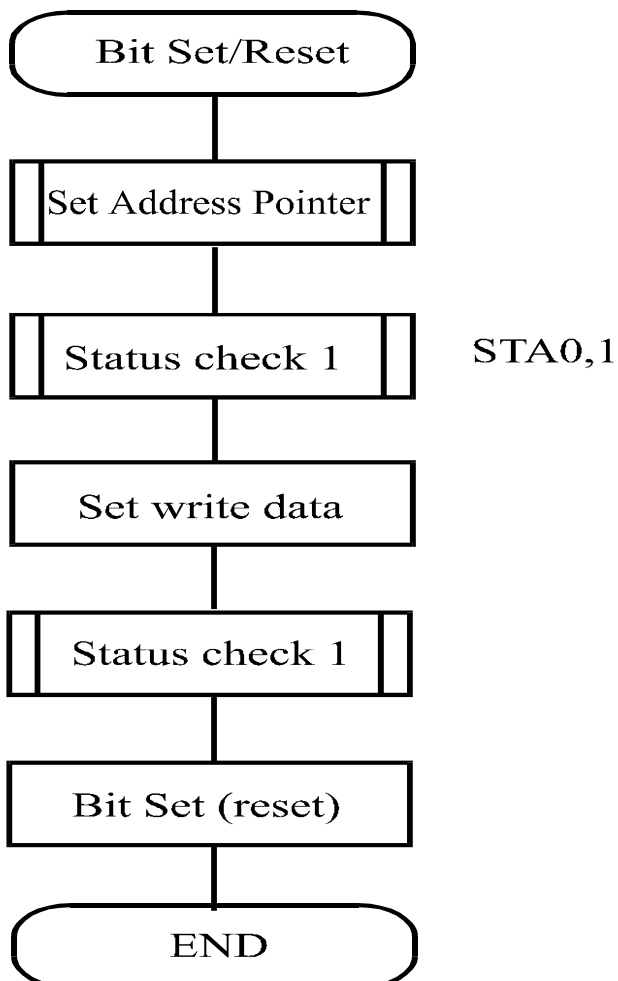 Bit Set/Reset
Set Address Pointer
Status check 1
STA0,1
Set write data
Status check 1
Bit Set (reset)
END